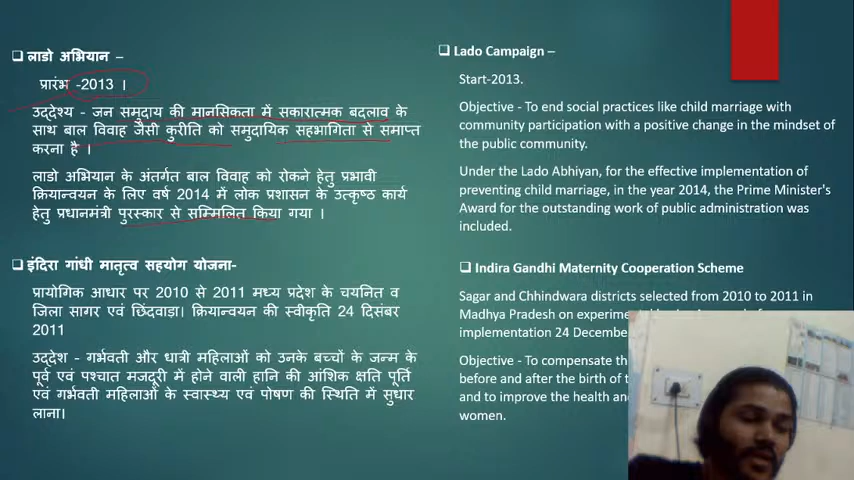 ❑ लाडो अभियान –
प्रारंभ -2013 ।
उद्देश्य - जन समुदाय की मानसिकता में सकारात्मक बदलाव के
साथ बाल विवाह जैसी कुरीति को समुदायिक सहभागिता से समाप्त
करना है ।
लाडो अभियान के अंतर्गत बाल विवाह को रोकने हेतु प्रभावी
क्रियान्वयन के लिए वर्ष 2014 में लोक प्रशासन के उत्कृष्ठ कार्य
हेतु प्रधानमंत्री पुरस्कार से सम्मिलित किया गया ।
❑ इंदिरा गांधी मातृत्व सहयोग योजना-
प्रायोगिक आधार पर 2010 से 2011 मध्य प्रदेश के चयनित व
जिला सागर एवं छिंदवाड़ा। क्रियान्वयन की स्वीकृति 24 दिसंबर
2011
उद्देश - गर्भवती और धात्री महिलाओं को उनके बच्चों के जन्म के
पूर्व एवं पश्चात मजदूरी में होने वाली हानि की आंशिक क्षति पूर्ति
एवं गर्भवती महिलाओं के स्वास्थ्य एवं पोषण की स्थिति में सुधार
लाना।
❑ Lado Campaign –
Start-2013.
Objective - To end social practices like child marriage with
community participation with a positive change in the mindset of
the public community.
Under the Lado Abhiyan, for the effective implementation of
preventing child marriage, in the year 2014, the Prime Minister's
Award for the outstanding work of public administration was
included.
❑ Indira Gandhi Maternity Cooperation Scheme
Sagar and Chhindwara districts selected from 2010 to 2011 in
Madhya Pradesh on
implementation 24
Objective - To compensate
before and after the birth of
and to improve the health and
women.